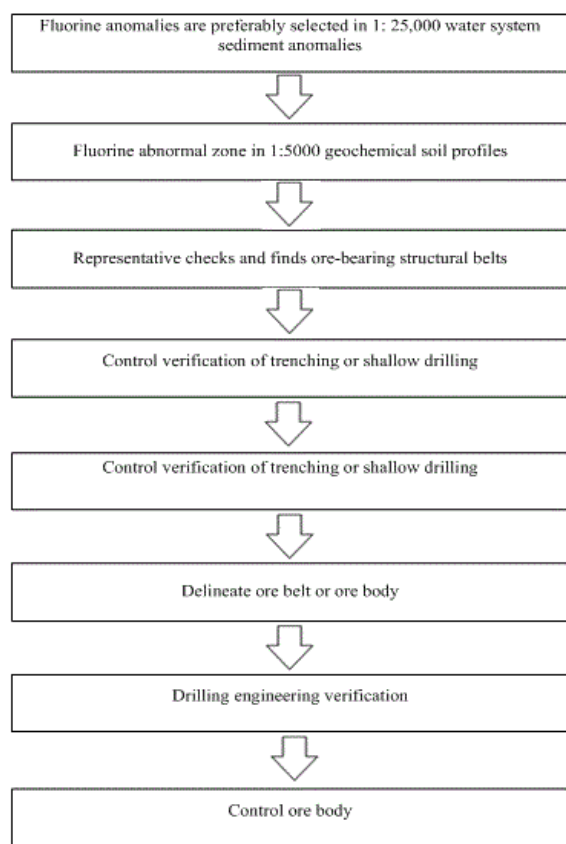 Fluorine anomalies are preferably selected in 1: 25,000 water system
sediment anomalies
Fluorine abnormal zone in 1:5000 geochemical soil profiles
Representative checks and finds ore-bearing structural belts
Control verification of trenching or shallow drilling
Control verification of trenching or shallow drilling
Delineate ore belt or ore body
Drilling engineering verification
Control ore body